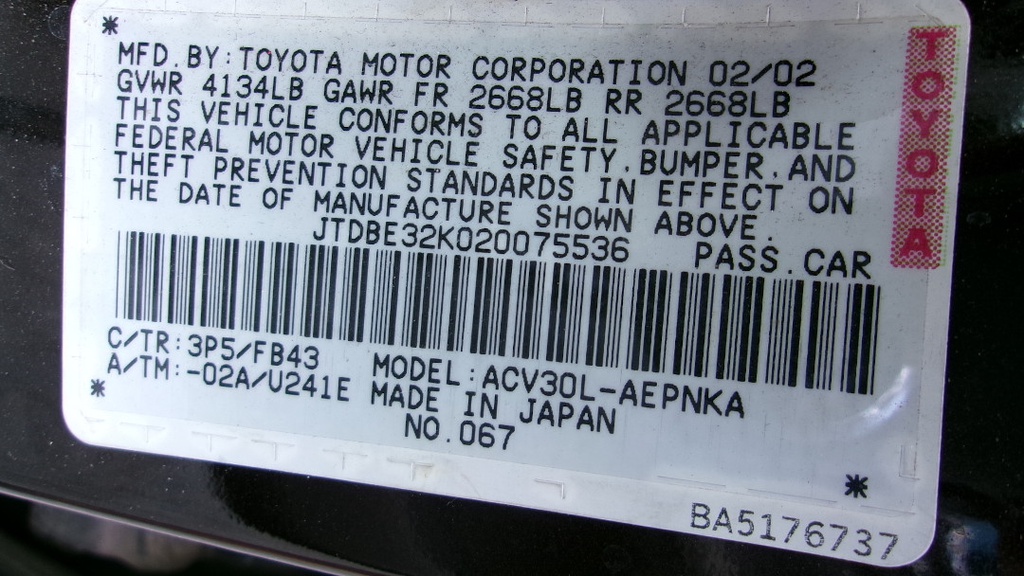 MFD. BY: TOYOTA MOTOR CORPORATION 02/02
GVWR 4134LB GAWR FR 2668LB RR 2668LB
THIS VEHICLE CONFORMS TO ALL APPLICABLE
FEDERAL MOTOR VEHICLE SAFETY. BUMPER. AND
THEFT PREVENTION STANDARDS IN EFFECT ON
THE DATE OF MANUFACTURE SHOWN ABOVE.
JTDBE32K020075536 PASS. CAR
C/TR: 3P5/FB43
A/TM: -02A/U241E
MODEL: ACV30L-AEPNKA
MADE IN JAPAN
NO. 067
BA5176737
TOYOTA